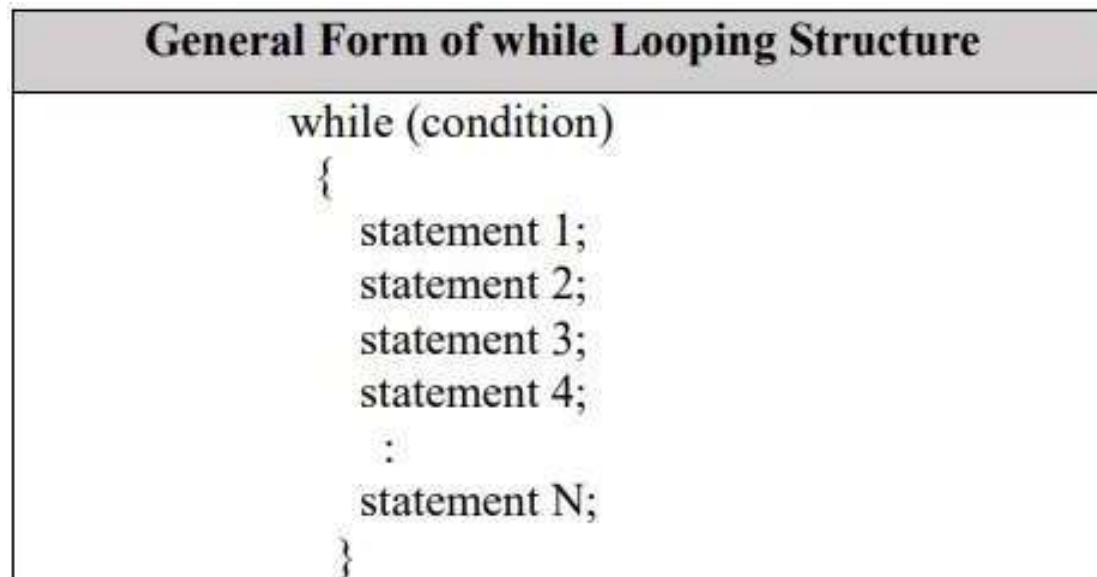 General Form of while Looping Structure
while (condition)
{
statement 1;
statement 2;
statement 3;
statement 4;
:
statement N;
}